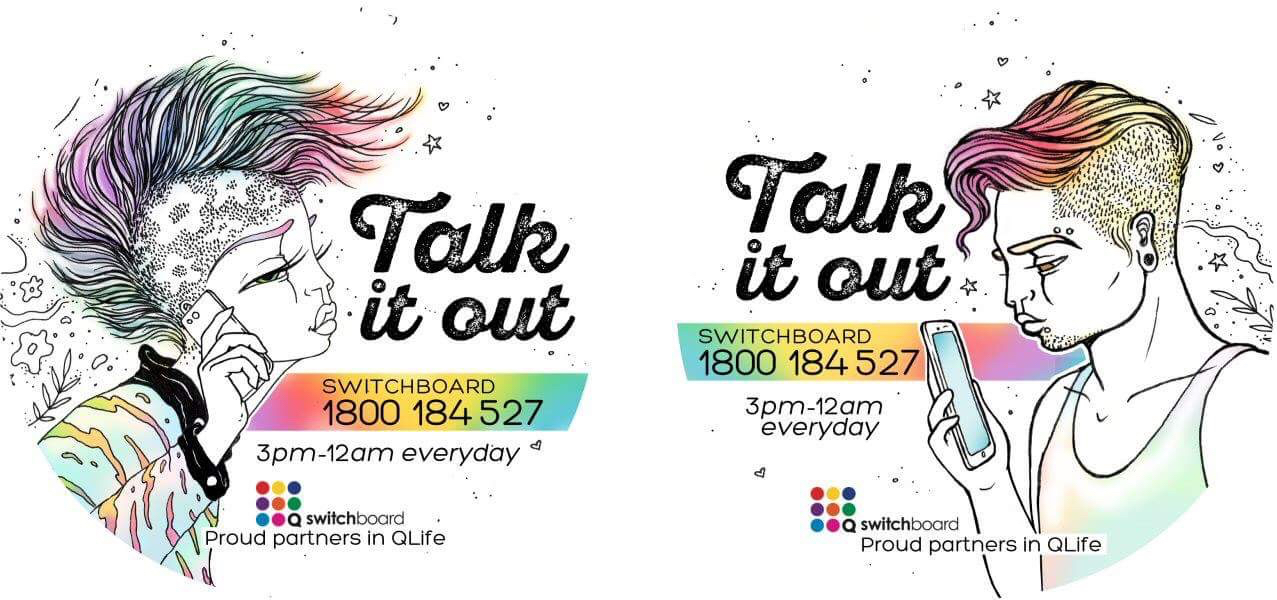 Talk
it out
SWITCHBOARD
1800 184 527
3pm-12am everyday
Q switchboard
Proud partners in QLife
Talk
it out
SWITCHBOARD
1800 184 527
3pm-12am
everyday
Q switchboard
Proud partners in QLife